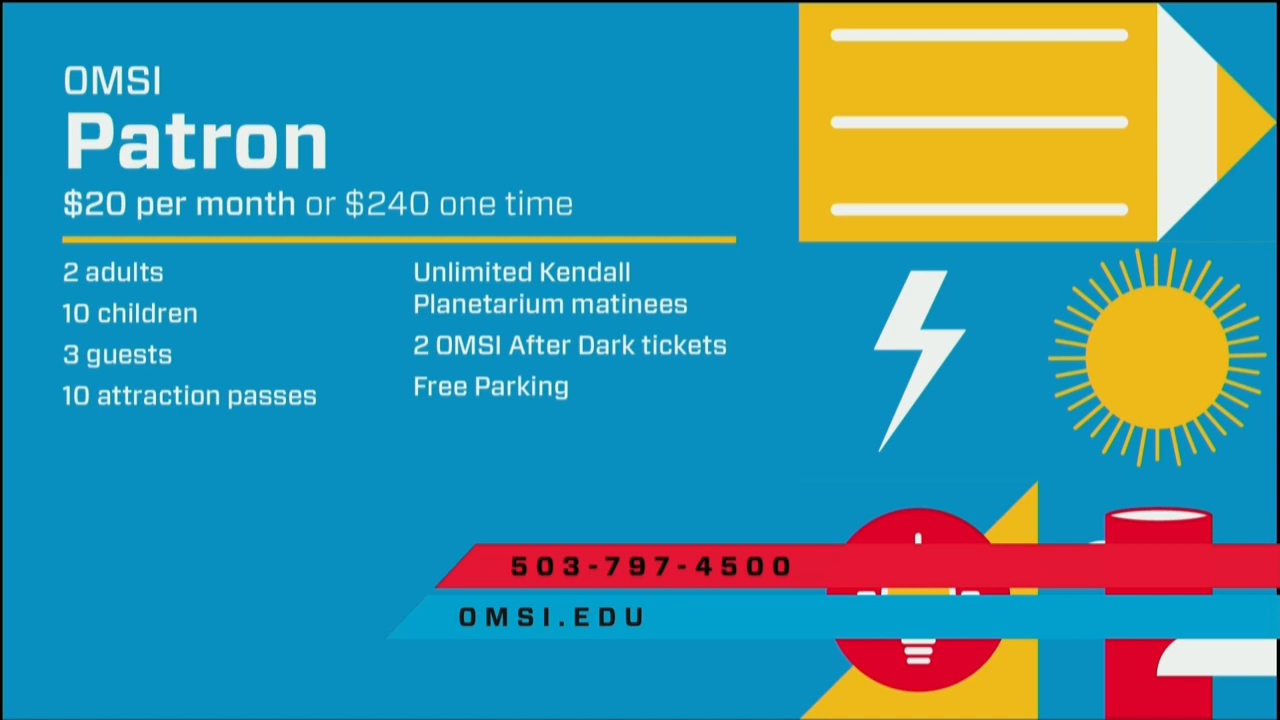 OMSI
Patron
$20 per month or $240 one time
2 adults
10 children
3 guests
10 attraction passes
Unlimited Kendall
Planetarium matinees
2 OMSI After Dark tickets
Free Parking
503-797-4500
OMSI.EDU